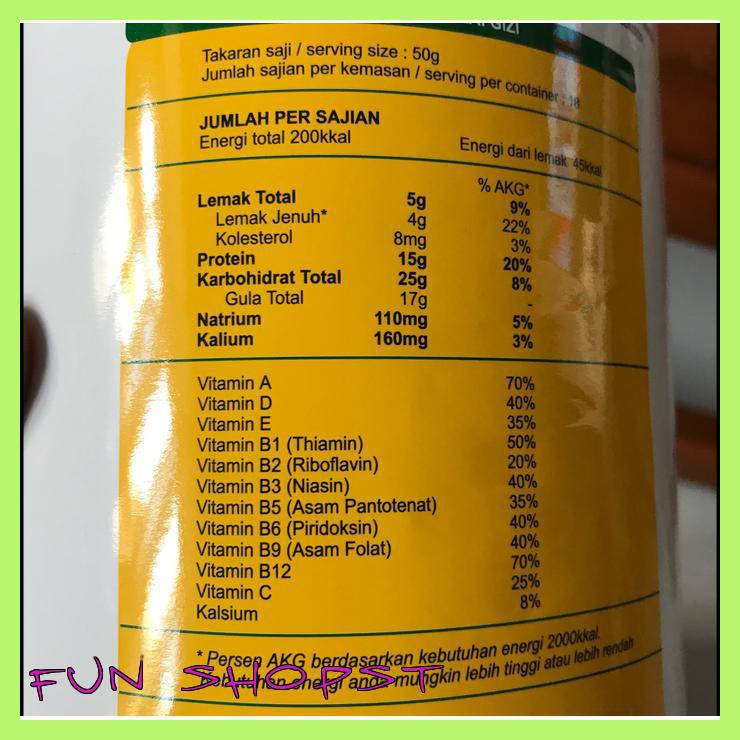 GIZI
Takaran saji / serving size : 50g
Jumlah sajian per kemasan / serving per container : 18
JUMLAH PER SAJIAN
Energi total 200kkal Energi dari lemak 45kkal
% AKG*
Lemak Total 5g 9%
Lemak Jenuh* 4g 22%
Kolesterol 8mg 3%
Protein 15g 20%
Karbohidrat Total 25g 8%
Gula Total 17g -
Natrium 110mg 5%
Kalium 160mg 3%
Vitamin A 70%
Vitamin D 40%
Vitamin E 35%
Vitamin B1 (Thiamin) 50%
Vitamin B2 (Riboflavin) 20%
Vitamin B3 (Niasin) 40%
Vitamin B5 (Asam Pantotenat) 35%
Vitamin B6 (Piridoksin) 40%
Vitamin B9 (Asam Folat) 40%
Vitamin B12 70%
Vitamin C 25%
Kalsium 8%
* Persen AKG berdasarkan kebutuhan energi 2000kkal.
kebutuhan energi anda mungkin lebih tinggi atau lebih rendah
FUN SHOPST